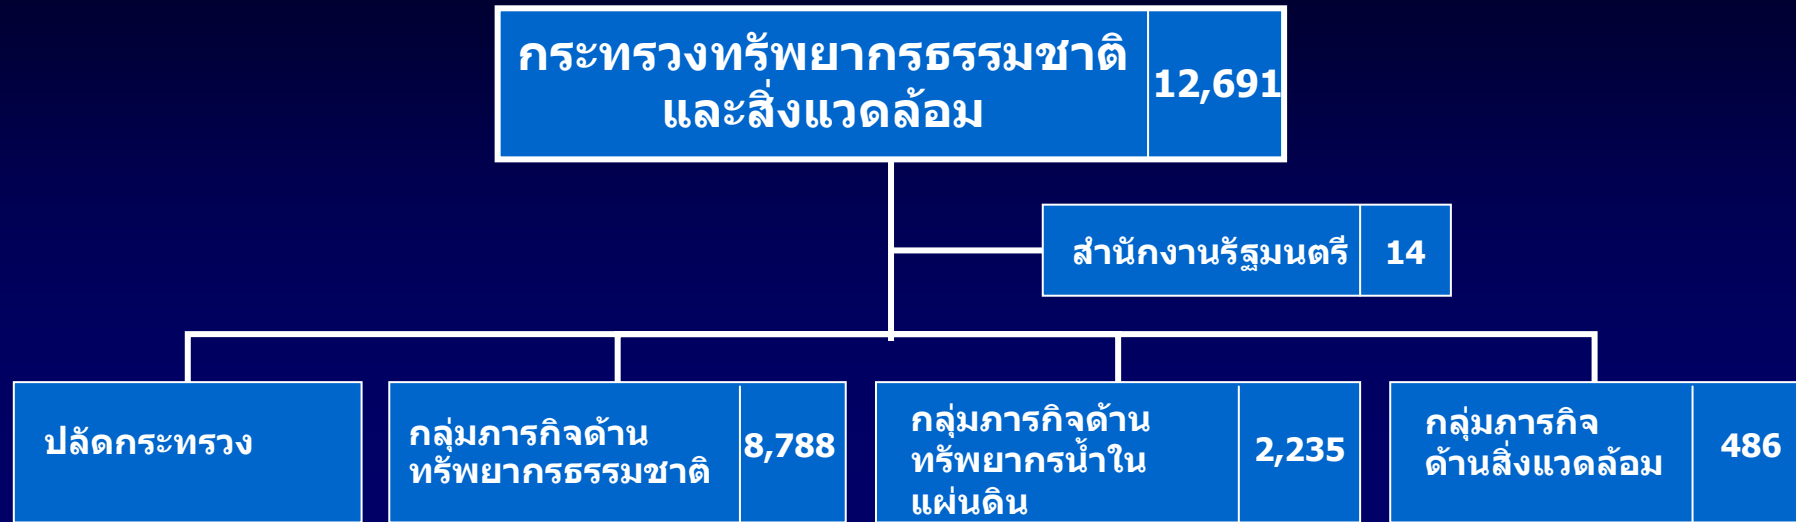 กระทรวงทรัพยากรธรรมชาติ
และสิ่งแวดล้อม
12,691
สำนักงานรัฐมนตรี
14
ปลัดกระทรวง
กลุ่มภารกิจด้าน
ทรัพยากรธรรมชาติ
8,788
กลุ่มภารกิจด้าน
ทรัพยากรน้ำใน
แผ่นดิน
2,235
กลุ่มภารกิจ
ด้านสิ่งแวดล้อม
486